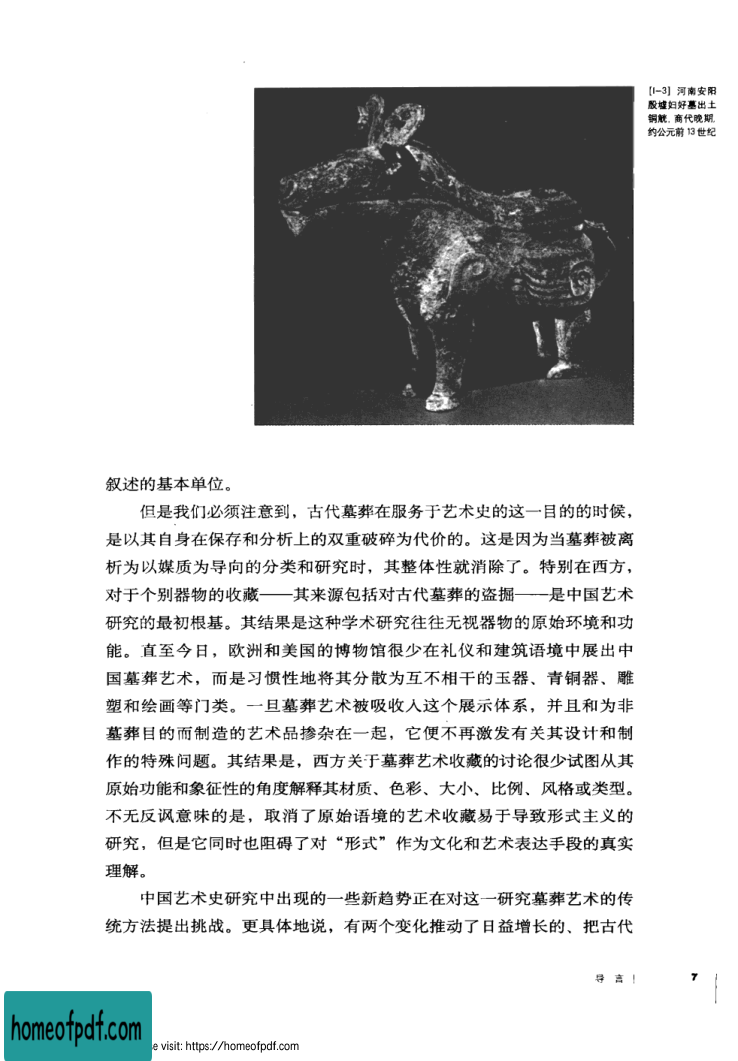 [I-3] 河南安阳
殷墟妇好墓出土
铜觥,商代晚期,
约公元前13世纪
叙述的基本单位。
但是我们必须注意到，古代墓葬在服务于艺术史的这一目的的时候，
是以其自身在保存和分析上的双重破碎为代价的。这是因为当墓葬被离
析为以媒质为导向的分类和研究时，其整体性就消除了。特别在西方，
对于个别器物的收藏——其来源包括对古代墓葬的盗掘——是中国艺术
研究的最初根基。其结果是这种学术研究往往无视器物的原始环境和功
能。直至今日，欧洲和美国的博物馆很少在礼仪和建筑语境中展出中
国墓葬艺术，而是习惯性地将其分散为互不相干的玉器、青铜器、雕
塑和绘画等门类。一旦墓葬艺术被吸收入这个展示体系，并且和为非
墓葬目的而制造的艺术品掺杂在一起，它便不再激发有关其设计和制
作的特殊问题。其结果是，西方关于墓葬艺术收藏的讨论很少试图从其
原始功能和象征性的角度解释其材质、色彩、大小、比例、风格或类型。
不无反讽意味的是，取消了原始语境的艺术收藏易于导致形式主义的
研究，但是它同时也阻碍了对“形式”作为文化和艺术表达手段的真实
理解。
中国艺术史研究中出现的一些新趋势正在对这一研究墓葬艺术的传
统方法提出挑战。更具体地说，有两个变化推动了日益增长的、把古代
导 言 7
homeofpdf.com
se visit: https://homeofpdf.com